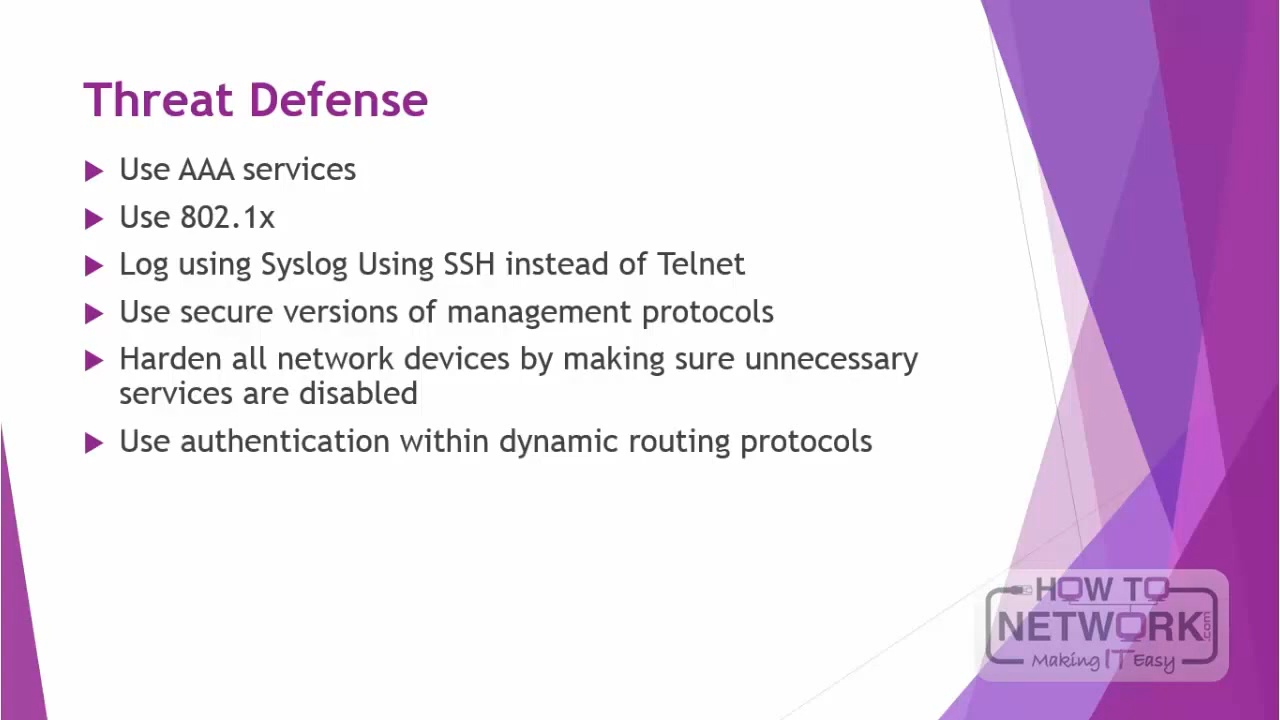 Threat Defense
Use AAA services
Use 802.1x
Log using Syslog Using SSH instead of Telnet
Use secure versions of management protocols
Harden all network devices by making sure unnecessary
services are disabled
Use authentication within dynamic routing protocols
HOW TO
NETWORK.com
Making IT Easy